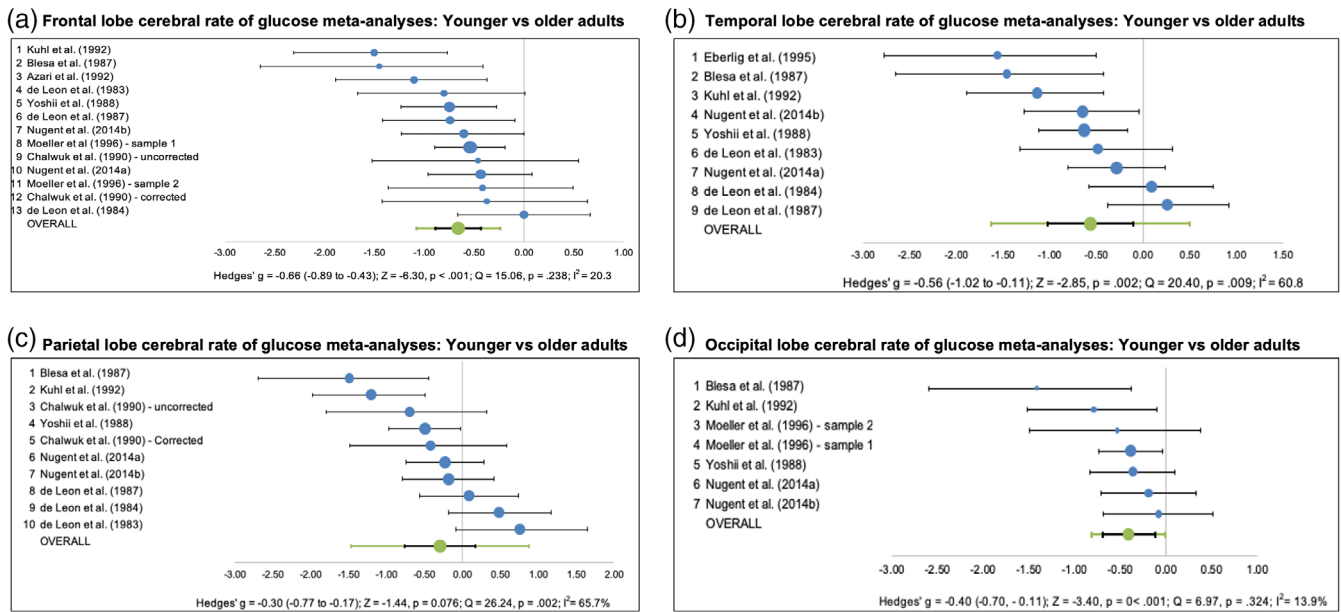 (a) Frontal lobe cerebral rate of glucose meta-analyses: Younger vs older adults
1 Kuhl et al. (1992)
2 Blesa et al. (1987)
3 Azari et al. (1992)
4 de Leon et al. (1983)
5 Yoshii et al. (1988)
6 de Leon et al. (1987)
7 Nugent et al. (2014b)
8 Moeller et al (1996) - sample 1
9 Chalwuk et al. (1990) - uncorrected
10 Nugent et al. (2014a)
11 Moeller et al. (1996) - sample 2
12 Chalwuk et al. (1990) - corrected
13 de Leon et al. (1984)
OVERALL
-3.00 -2.50 -2.00 -1.50 -1.00 -0.50 0.00 0.50 1.00
Hedges' g = -0.66 (-0.89 to -0.43); Z = -6.30, p < .001; Q = 15.06, p = .238; I² = 20.3
(b) Temporal lobe cerebral rate of glucose meta-analyses: Younger vs older adults
1 Eberlig et al. (1995)
2 Blesa et al. (1987)
3 Kuhl et al. (1992)
4 Nugent et al. (2014b)
5 Yoshii et al. (1988)
6 de Leon et al. (1983)
7 Nugent et al. (2014a)
8 de Leon et al. (1984)
9 de Leon et al. (1987)
OVERALL
-3.00 -2.50 -2.00 -1.50 -1.00 -0.50 0.00 0.50 1.00 1.50
Hedges' g = -0.56 (-1.02 to -0.11); Z = -2.85, p = .002; Q = 20.40, p = .009; I² = 60.8
(c) Parietal lobe cerebral rate of glucose meta-analyses: Younger vs older adults
1 Blesa et al. (1987)
2 Kuhl et al. (1992)
3 Chalwuk et al. (1990) - uncorrected
4 Yoshii et al. (1988)
5 Chalwuk et al. (1990) - Corrected
6 Nugent et al. (2014a)
7 Nugent et al. (2014b)
8 de Leon et al. (1987)
9 de Leon et al. (1984)
10 de Leon et al. (1983)
OVERALL
-3.00 -2.50 -2.00 -1.50 -1.00 -0.50 0.00 0.50 1.00 1.50 2.00
Hedges' g = -0.30 (-0.77 to -0.17); Z = -1.44, p = 0.076; Q = 26.24, p = .002; I² = 65.7%
(d) Occipital lobe cerebral rate of glucose meta-analyses: Younger vs older adults
1 Blesa et al. (1987)
2 Kuhl et al. (1992)
3 Moeller et al. (1996) - sample 2
4 Moeller et al. (1996) - sample 1
5 Yoshii et al. (1988)
6 Nugent et al. (2014a)
7 Nugent et al. (2014b)
OVERALL
-3.00 -2.50 -2.00 -1.50 -1.00 -0.50 0.00 0.50 1.00
Hedges' g = -0.40 (-0.70, - 0.11); Z = -3.40, p = 0< .001; Q = 6.97, p = .324; I² = 13.9%